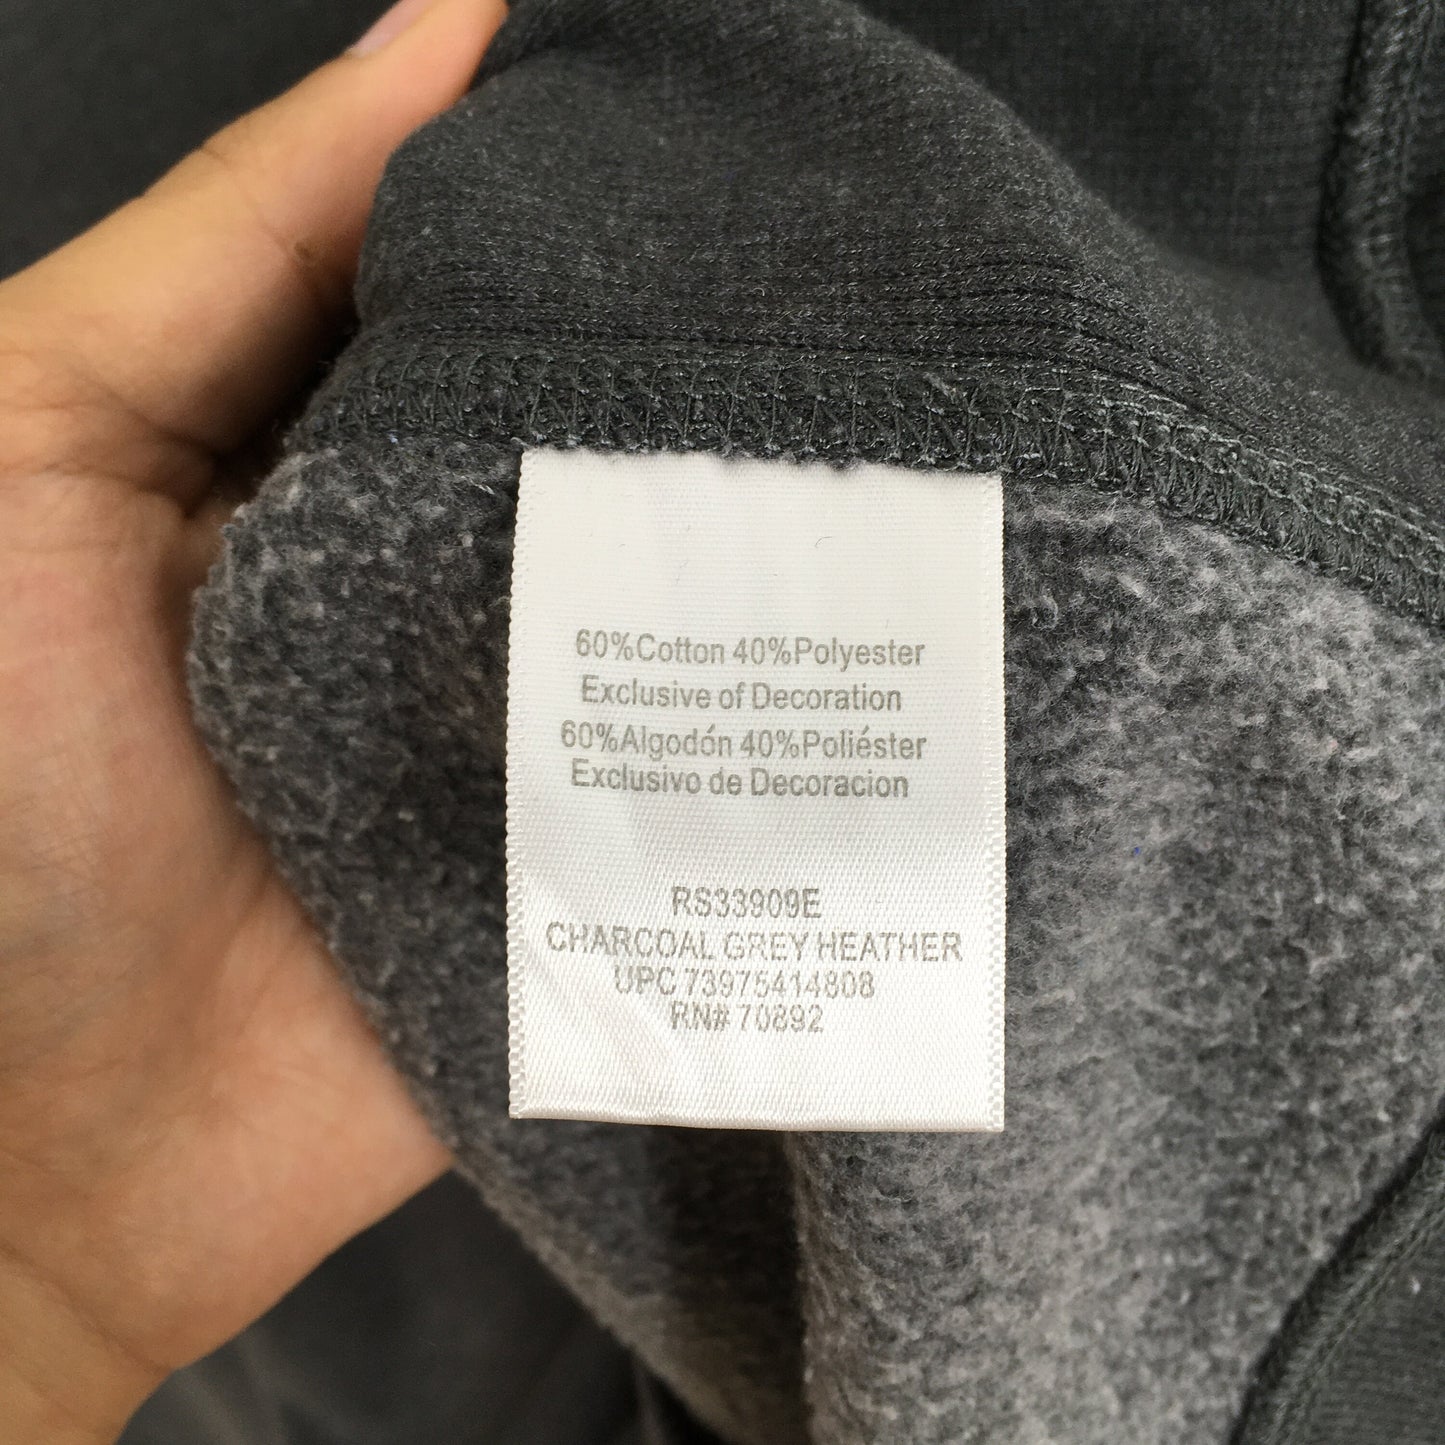 60%Cotton 40%Polyester
Exclusive of Decoration
60%Algodón 40%Poliéster
Exclusivo de Decoracion
RS33909E
CHARCOAL GREY HEATHER
UPC 73975414808
RN# 70892